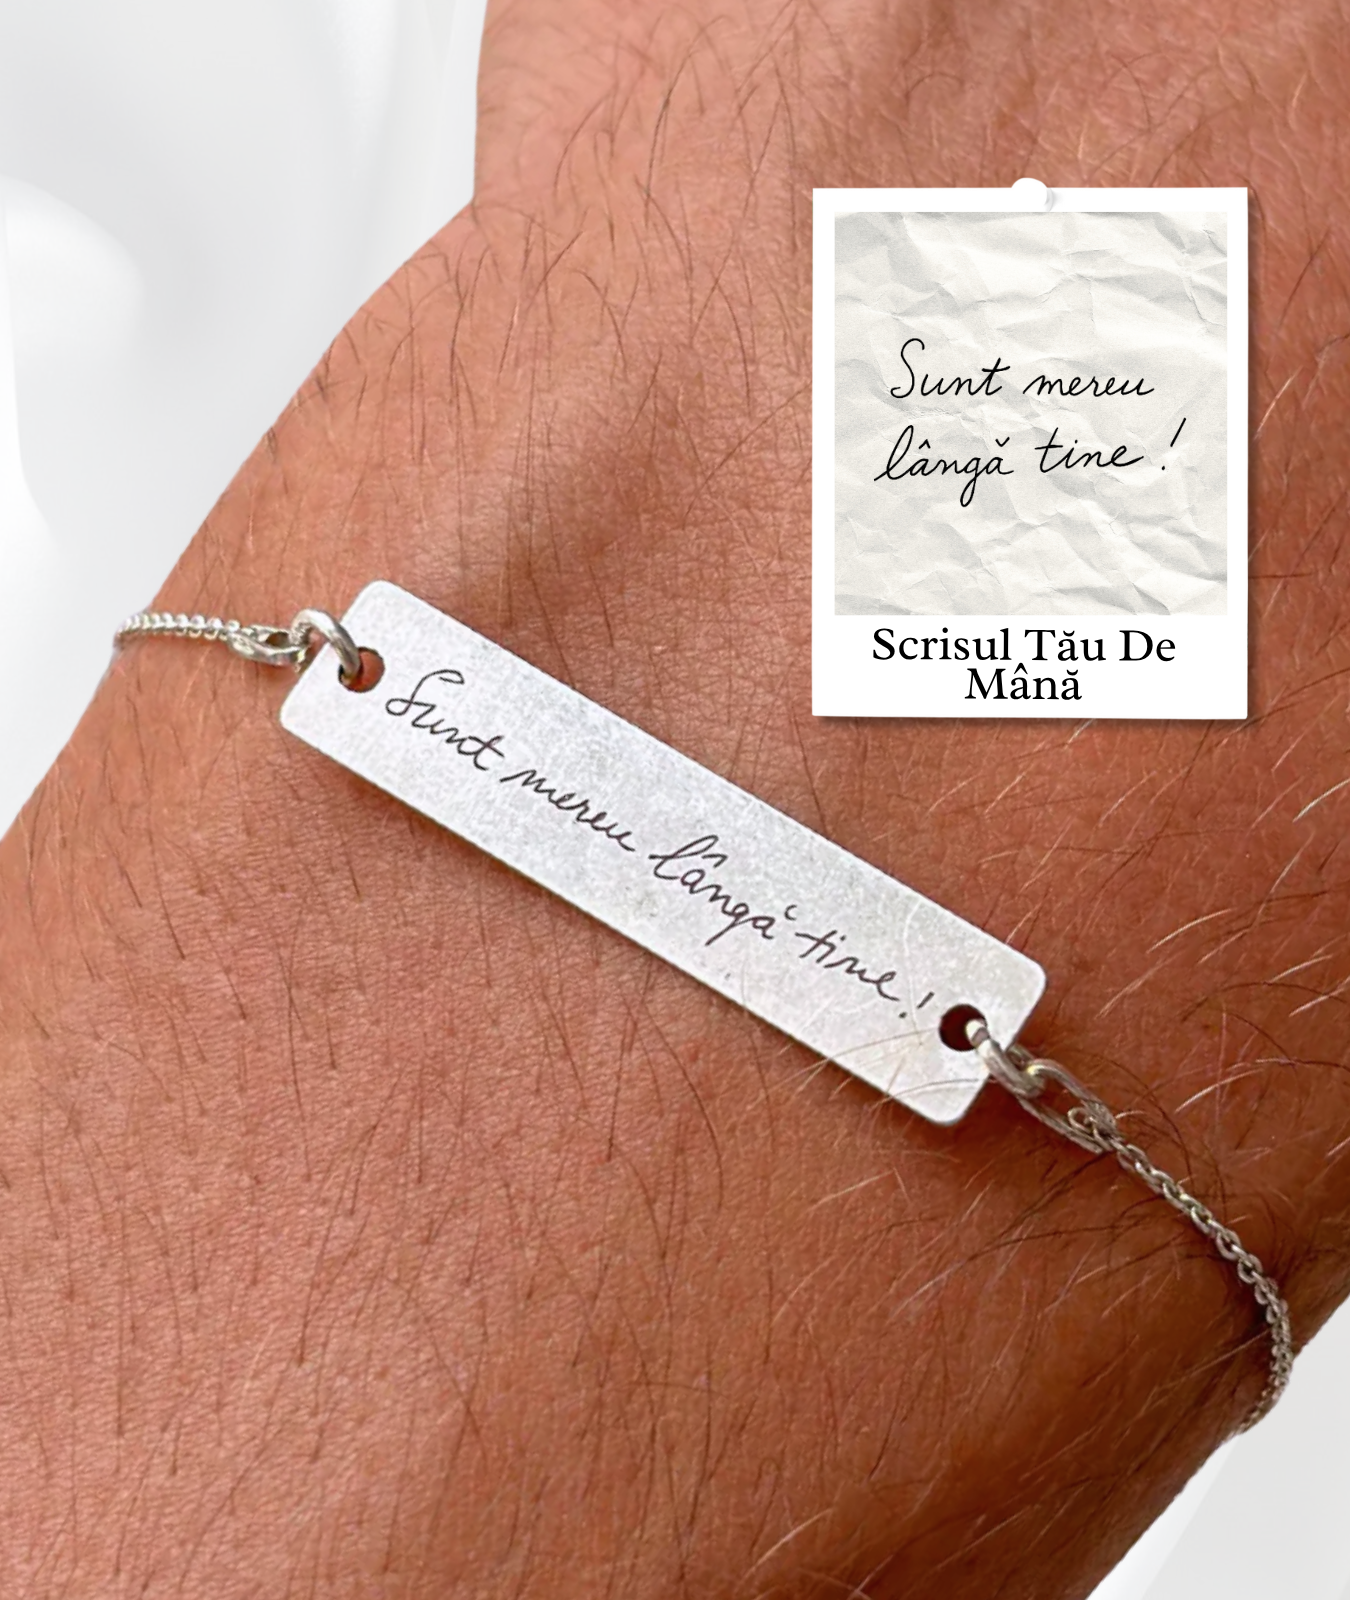 Sunt mereu
lângă tine!
Scrisul Tău De
Mână
Sunt mereu lângă tine!